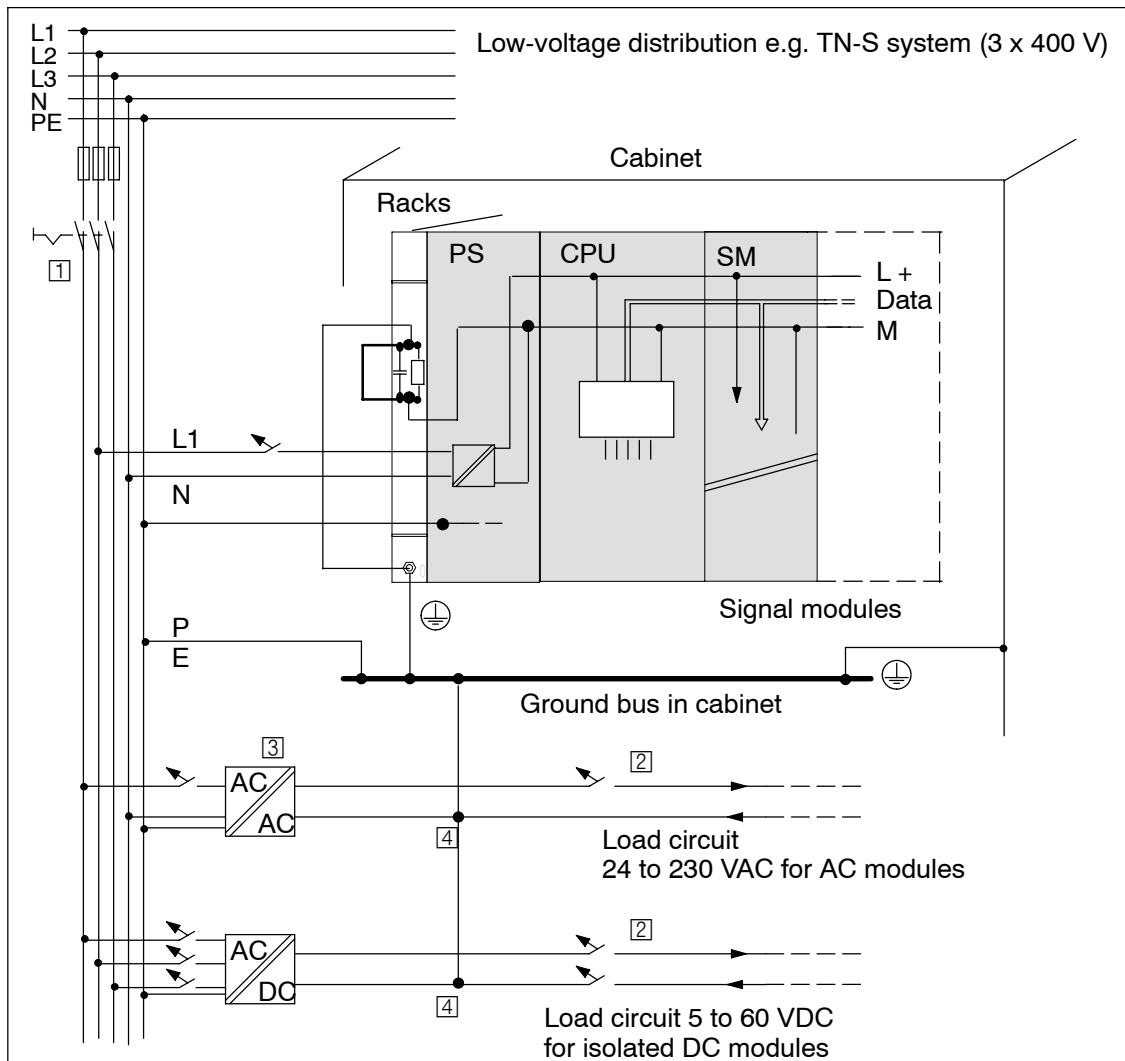 L1
L2
L3
N
PE
Low-voltage distribution e.g. TN-S system (3 x 400 V)
Cabinet
Racks
PS
CPU
SM
L +
Data
M
1
L1
N
P
E
Signal modules
Ground bus in cabinet
3
AC
AC
2
4
Load circuit
24 to 230 VAC for AC modules
AC
DC
2
4
Load circuit 5 to 60 VDC
for isolated DC modules